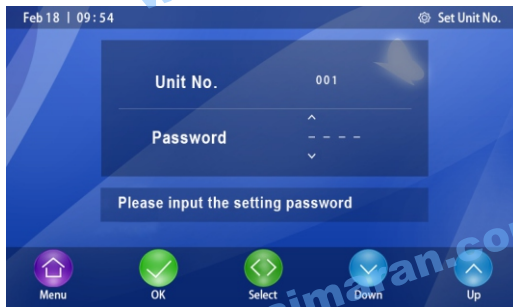 Feb 18 | 09:54
Set Unit No.
Unit No. 001
Password - - - -
Please input the setting password
Menu OK Select Down Up